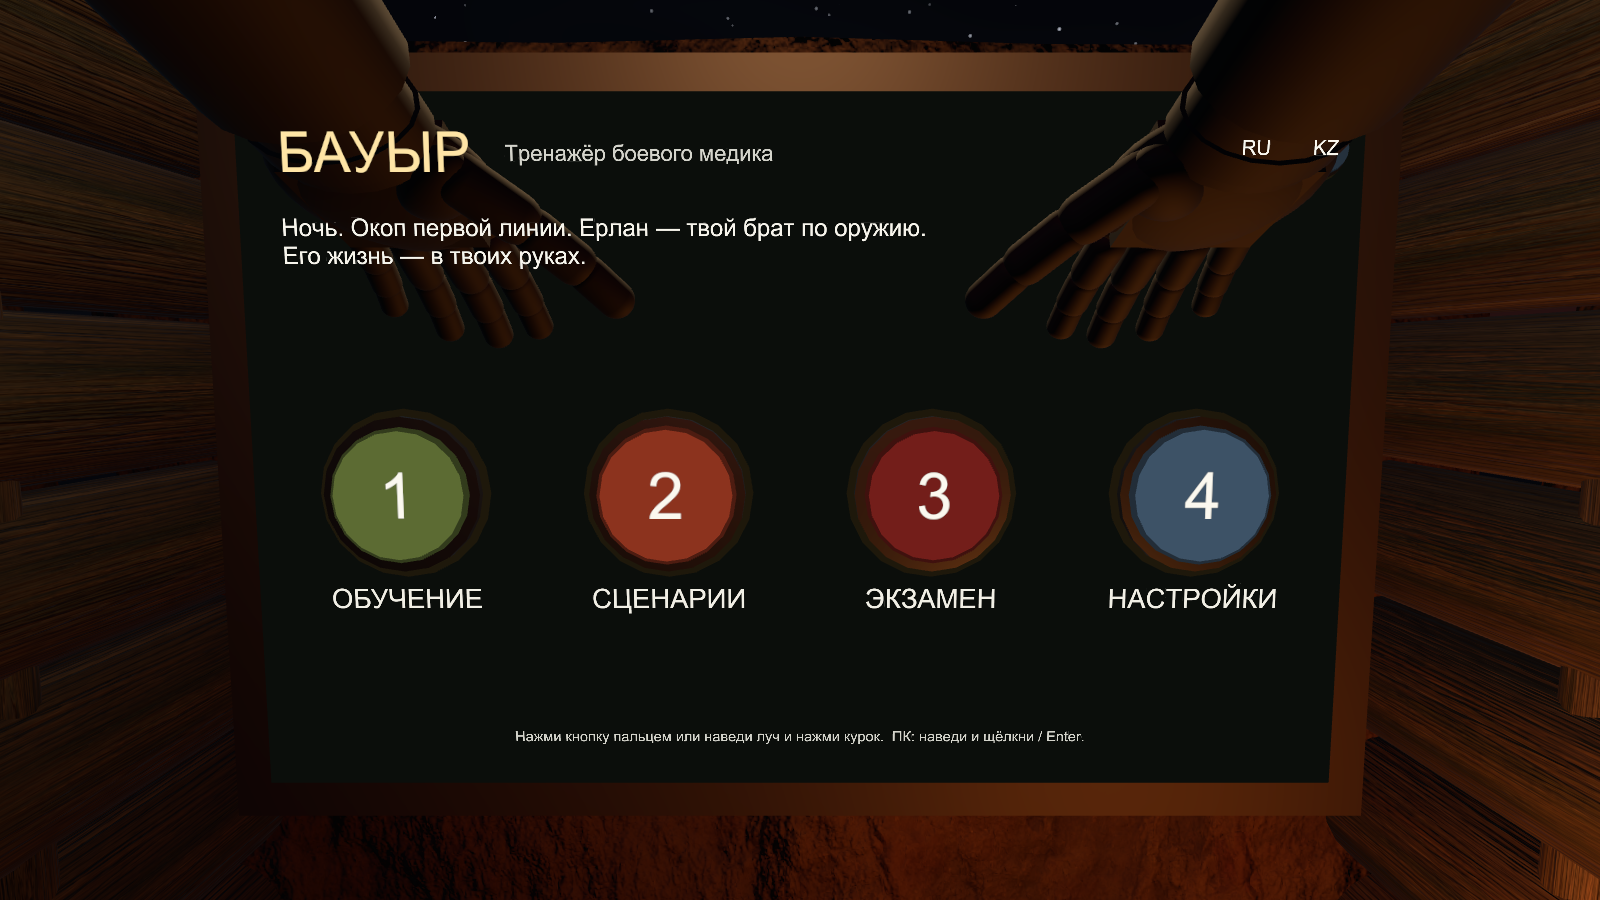 БАУЫР
Тренажёр боевого медика
RU
KZ
Ночь. Окоп первой линии. Ерлан — твой брат по оружию.
Его жизнь — в твоих руках.
1
2
3
4
ОБУЧЕНИЕ
СЦЕНАРИИ
ЭКЗАМЕН
НАСТРОЙКИ
Нажми кнопку пальцем или наведи луч и нажми курок. ПК: наведи и щёлкни / Enter.